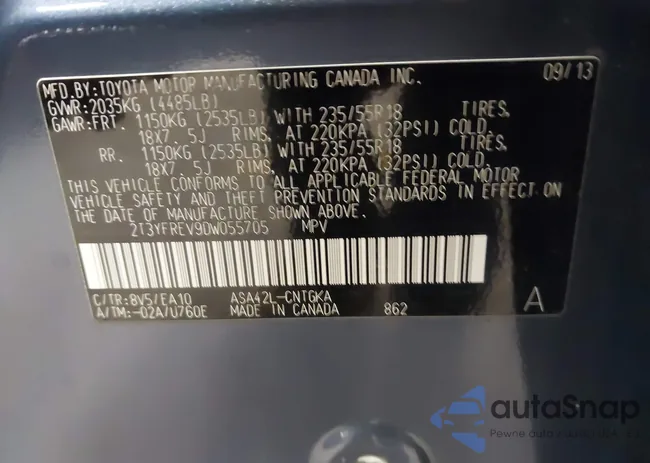 MFD.BY:TOYOTA MOTOR MANUFACTURING CANADA INC. 09/13
GVWR:2035KG (4485LB)
GAWR:FRT. 1150KG (2535LB) WITH 235/55R18 TIRES.
18X7.5J RIMS. AT 220KPA (32PSI) COLD.
RR. 1150KG (2535LB) WITH 235/55R18 TIRES.
18X7.5J RIMS. AT 220KPA (32PSI) COLD.
THIS VEHICLE CONFORMS TO ALL APPLICABLE FEDERAL MOTOR
VEHICLE SAFETY AND THEFT PREVENTION STANDARDS IN EFFECT ON
THE DATE OF MANUFACTURE SHOWN ABOVE.
2T3YFREV9DW055705 MPV
C/TR:8V5/EA10 ASA42L-CNTGKA
A/TM:-02A/U760E MADE IN CANADA 862 A
autaSnap
Pewne auto